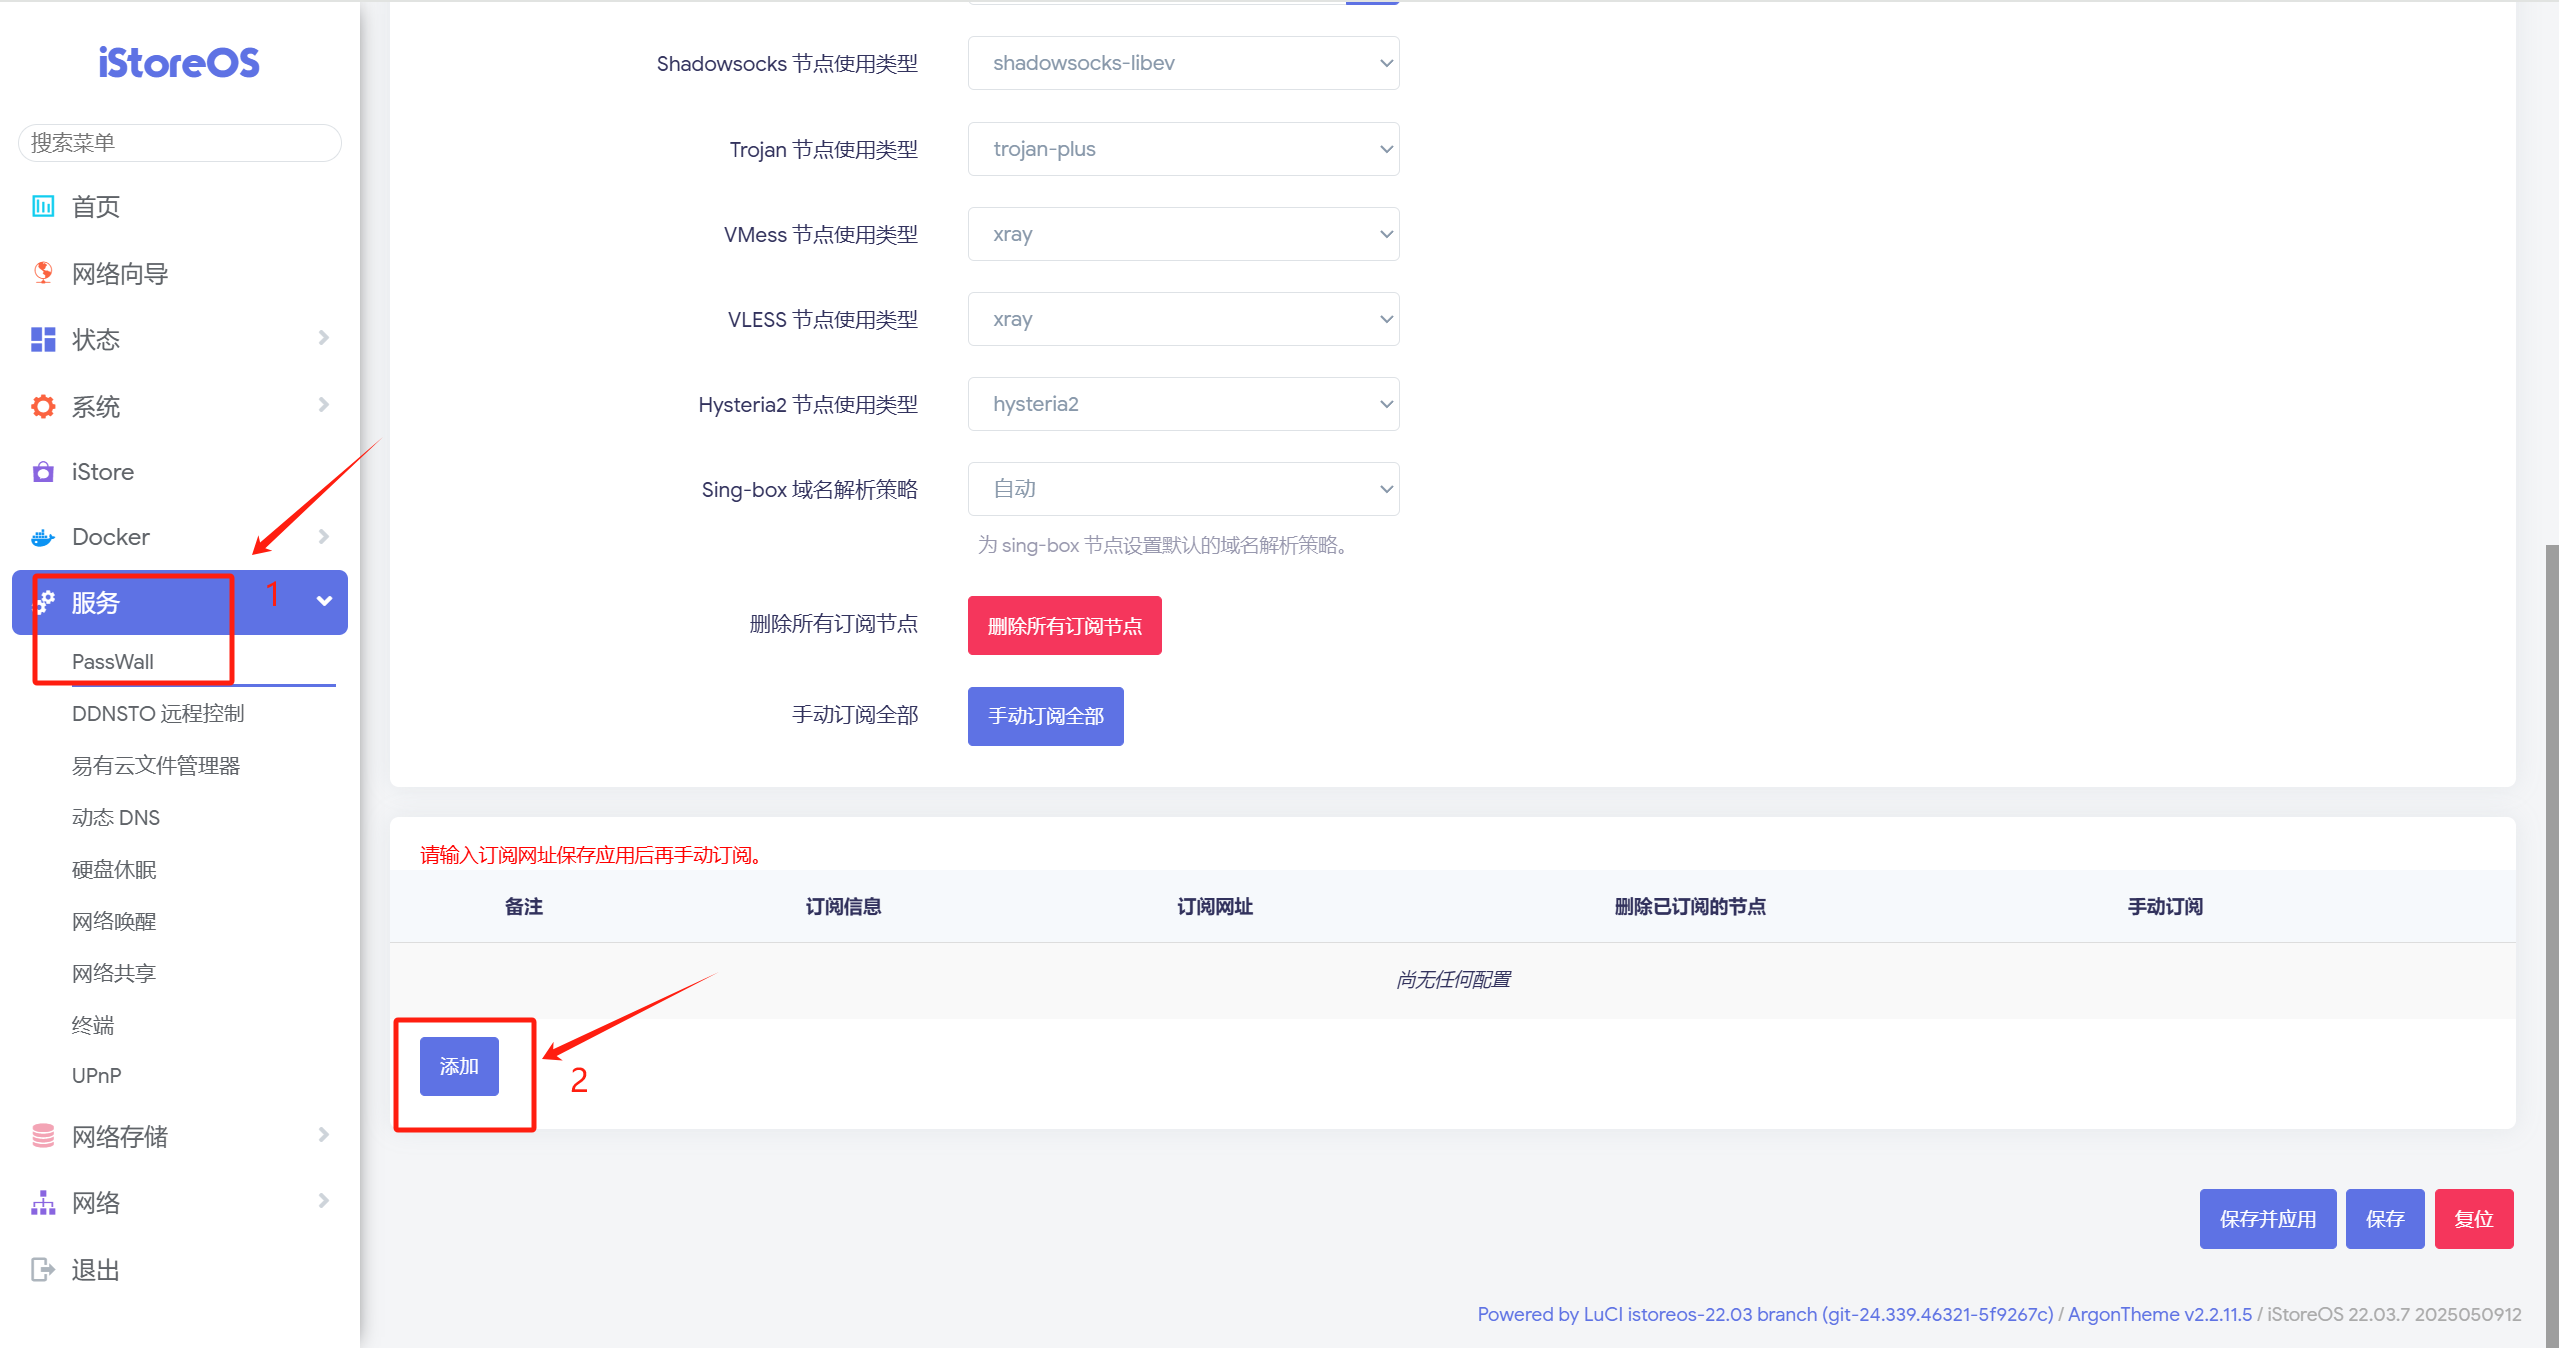 iStoreOS
搜索菜单
首页
网络向导
状态
系统
iStore
Docker
服务
1
PassWall
DDNSTO 远程控制
易有云文件管理器
动态 DNS
硬盘休眠
网络唤醒
网络共享
终端
UPnP
网络存储
网络
退出
Shadowsocks 节点使用类型 shadowsocks-libev
Trojan 节点使用类型 trojan-plus
VMess 节点使用类型 xray
VLESS 节点使用类型 xray
Hysteria2 节点使用类型 hysteria2
Sing-box 域名解析策略 自动
为 sing-box 节点设置默认的域名解析策略。
删除所有订阅节点 删除所有订阅节点
手动订阅全部 手动订阅全部
请输入订阅网址保存应用后再手动订阅。
备注 订阅信息 订阅网址 删除已订阅的节点 手动订阅
尚无任何配置
添加
2
保存并应用 保存 复位
Powered by LuCI istoreos-22.03 branch (git-24.339.46321-5f9267c) / ArgonTheme v2.2.11.5 / iStoreOS 22.03.7 2025050912